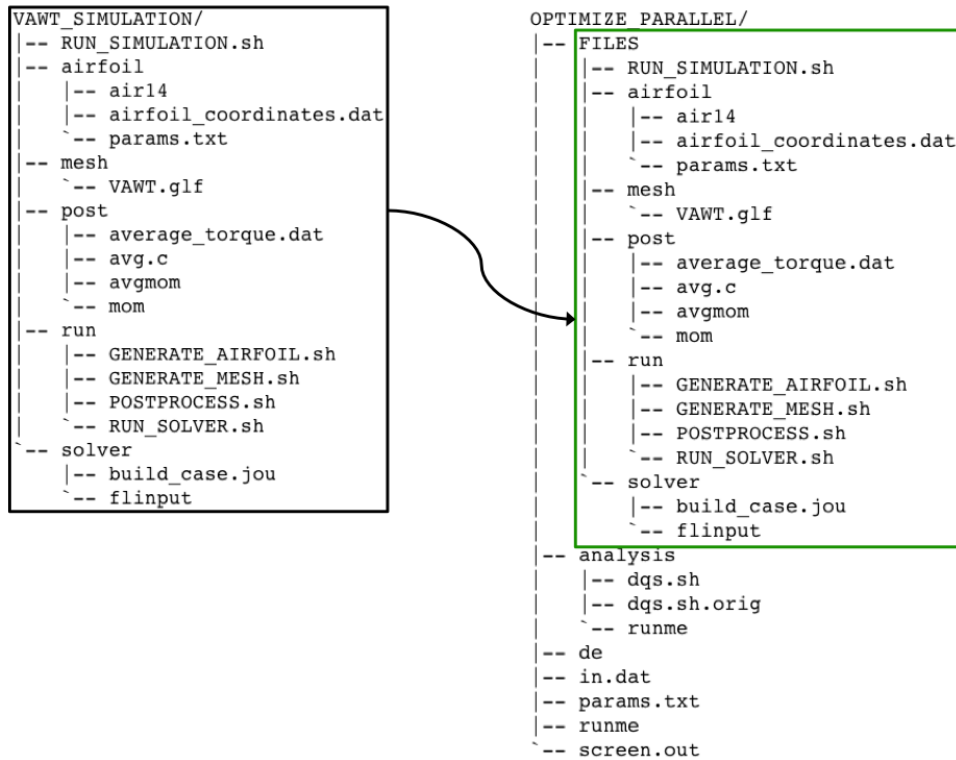 VAWT_SIMULATION/
|-- RUN_SIMULATION.sh
|-- airfoil
|   |-- air14
|   |-- airfoil_coordinates.dat
|   `-- params.txt
|-- mesh
|   `-- VAWT.glf
|-- post
|   |-- average_torque.dat
|   |-- avg.c
|   |-- avgmom
|   `-- mom
|-- run
|   |-- GENERATE_AIRFOIL.sh
|   |-- GENERATE_MESH.sh
|   |-- POSTPROCESS.sh
|   `-- RUN_SOLVER.sh
`-- solver
    |-- build_case.jou
    `-- flinput
OPTIMIZE_PARALLEL/
|-- FILES
|   |-- RUN_SIMULATION.sh
|   |-- airfoil
|   |   |-- air14
|   |   |-- airfoil_coordinates.dat
|   |   `-- params.txt
|   |-- mesh
|   |   `-- VAWT.glf
|   |-- post
|   |   |-- average_torque.dat
|   |   |-- avg.c
|   |   |-- avgmom
|   |   `-- mom
|   |-- run
|   |   |-- GENERATE_AIRFOIL.sh
|   |   |-- GENERATE_MESH.sh
|   |   |-- POSTPROCESS.sh
|   |   `-- RUN_SOLVER.sh
|   `-- solver
|       |-- build_case.jou
|       `-- flinput
|-- analysis
|   |-- dqs.sh
|   |-- dqs.sh.orig
|   `-- runme
|-- de
|-- in.dat
|-- params.txt
|-- runme
`-- screen.out